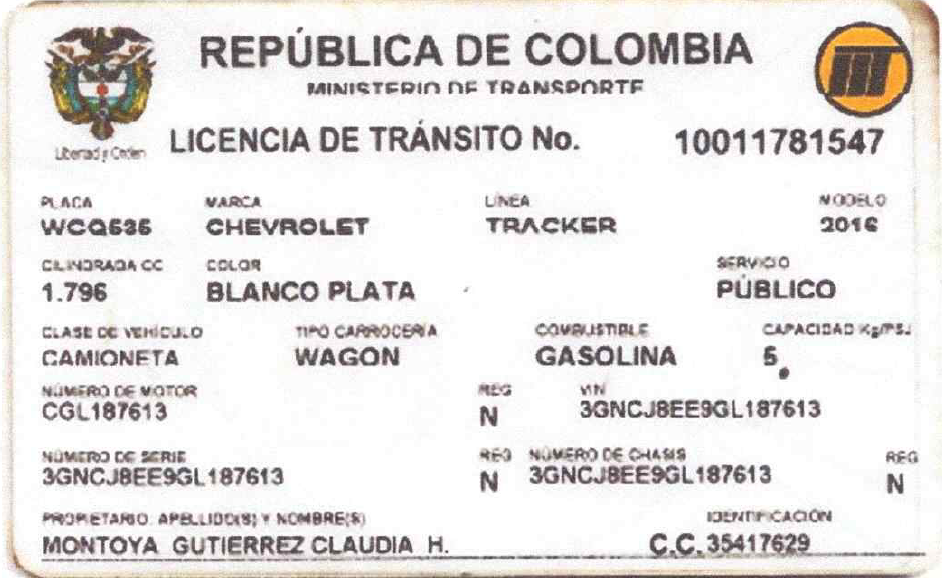 REPÚBLICA DE COLOMBIA
MINISTERIO DE TRANSPORTE
Libertad y Orden
LICENCIA DE TRÁNSITO No. 10011781547
PLACA MARCA LÍNEA MODELO
WCQ535 CHEVROLET TRACKER 2016
CILINDRADA CC COLOR SERVICIO
1.796 BLANCO PLATA PÚBLICO
CLASE DE VEHÍCULO TIPO CARROCERÍA COMBUSTIBLE CAPACIDAD Kg/PSJ
CAMIONETA WAGON GASOLINA 5
NÚMERO DE MOTOR REG VIN
CGL187613 N 3GNCJ8EE9GL187613
NÚMERO DE SERIE REG NÚMERO DE CHASIS REG
3GNCJ8EE9GL187613 N 3GNCJ8EE9GL187613 N
PROPIETARIO: APELLIDO(S) Y NOMBRE(S) IDENTIFICACIÓN
MONTOYA GUTIERREZ CLAUDIA H. C.C. 35417629